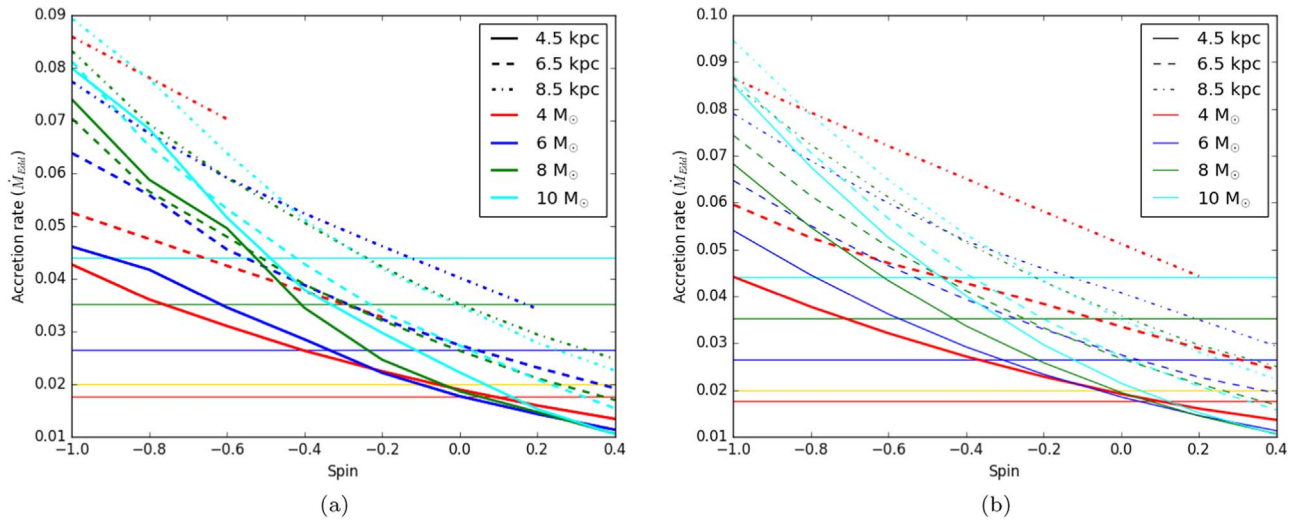 0.09
0.08
0.07
0.06
0.05
0.04
0.03
0.02
0.01
Accretion rate (Ṁ_Edd)
−1.0 −0.8 −0.6 −0.4 −0.2 0.0 0.2 0.4
Spin
4.5 kpc
6.5 kpc
8.5 kpc
4 M⊙
6 M⊙
8 M⊙
10 M⊙
(a)
0.10
0.09
0.08
0.07
0.06
0.05
0.04
0.03
0.02
0.01
Accretion rate (Ṁ_Edd)
−1.0 −0.8 −0.6 −0.4 −0.2 0.0 0.2 0.4
Spin
4.5 kpc
6.5 kpc
8.5 kpc
4 M⊙
6 M⊙
8 M⊙
10 M⊙
(b)